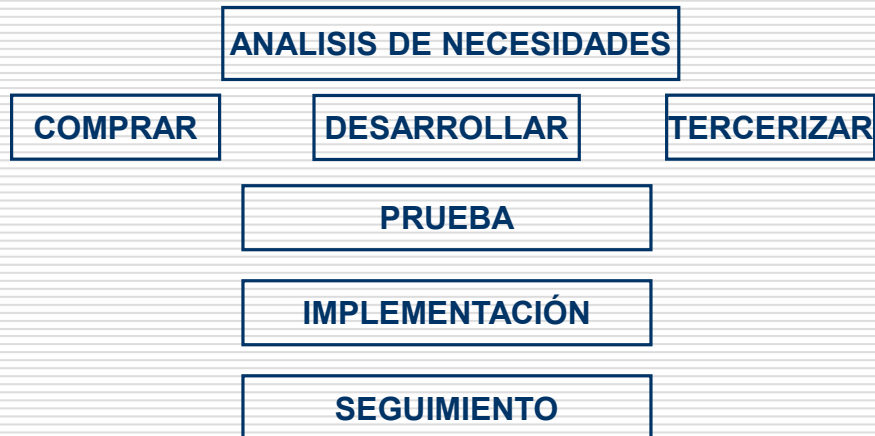 ANALISIS DE NECESIDADES
COMPRAR
DESARROLLAR
TERCERIZAR
PRUEBA
IMPLEMENTACIÓN
SEGUIMIENTO